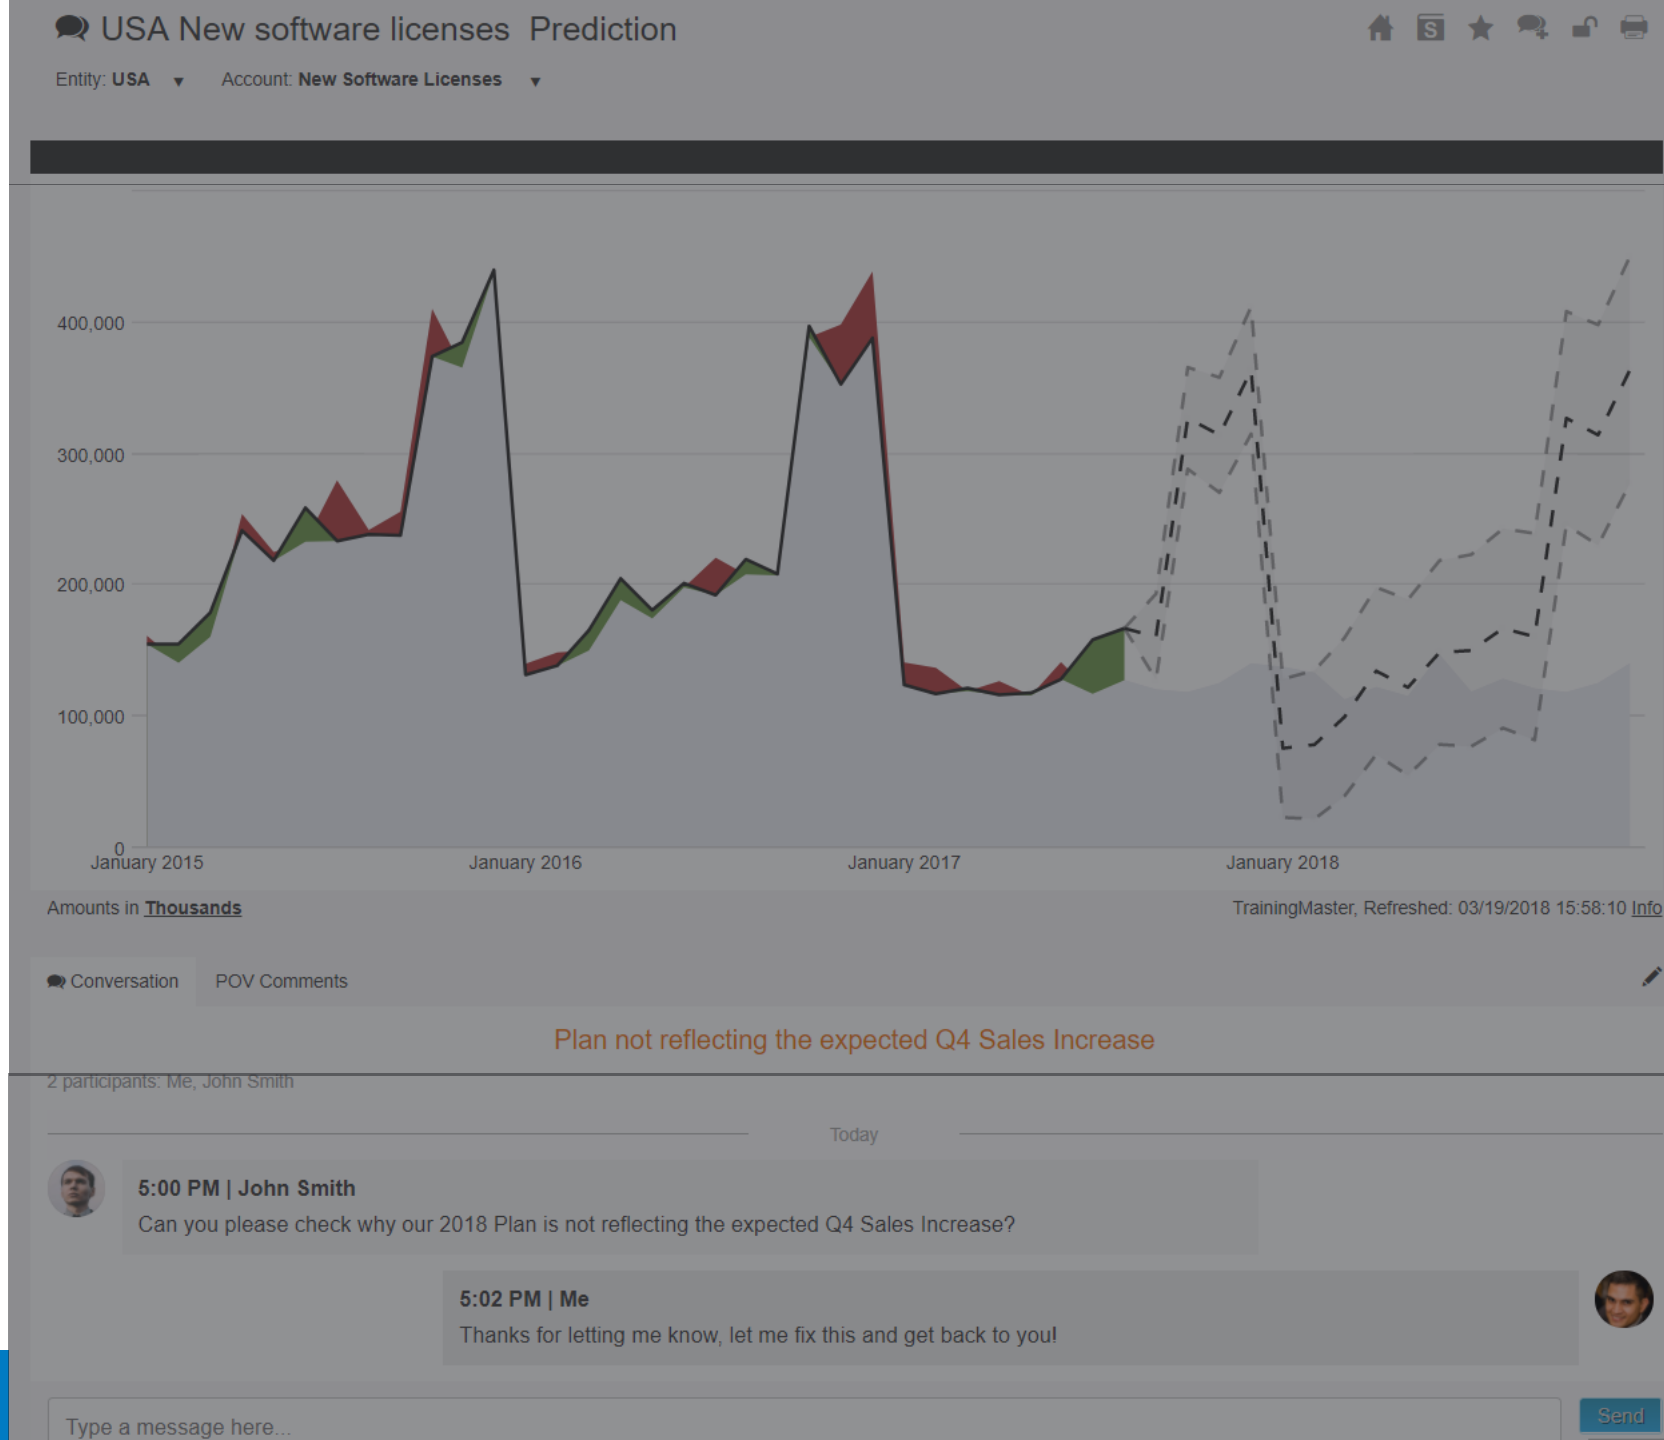 USA New software licenses Prediction
Entity: USA ▼ Account: New Software Licenses ▼
400,000
300,000
200,000
100,000
0
January 2015 January 2016 January 2017 January 2018
Amounts in Thousands TrainingMaster, Refreshed: 03/19/2018 15:58:10 Info
Conversation POV Comments
Plan not reflecting the expected Q4 Sales Increase
2 participants: Me, John Smith
Today
5:00 PM | John Smith
Can you please check why our 2018 Plan is not reflecting the expected Q4 Sales Increase?
5:02 PM | Me
Thanks for letting me know, let me fix this and get back to you!
Type a message here...
Send